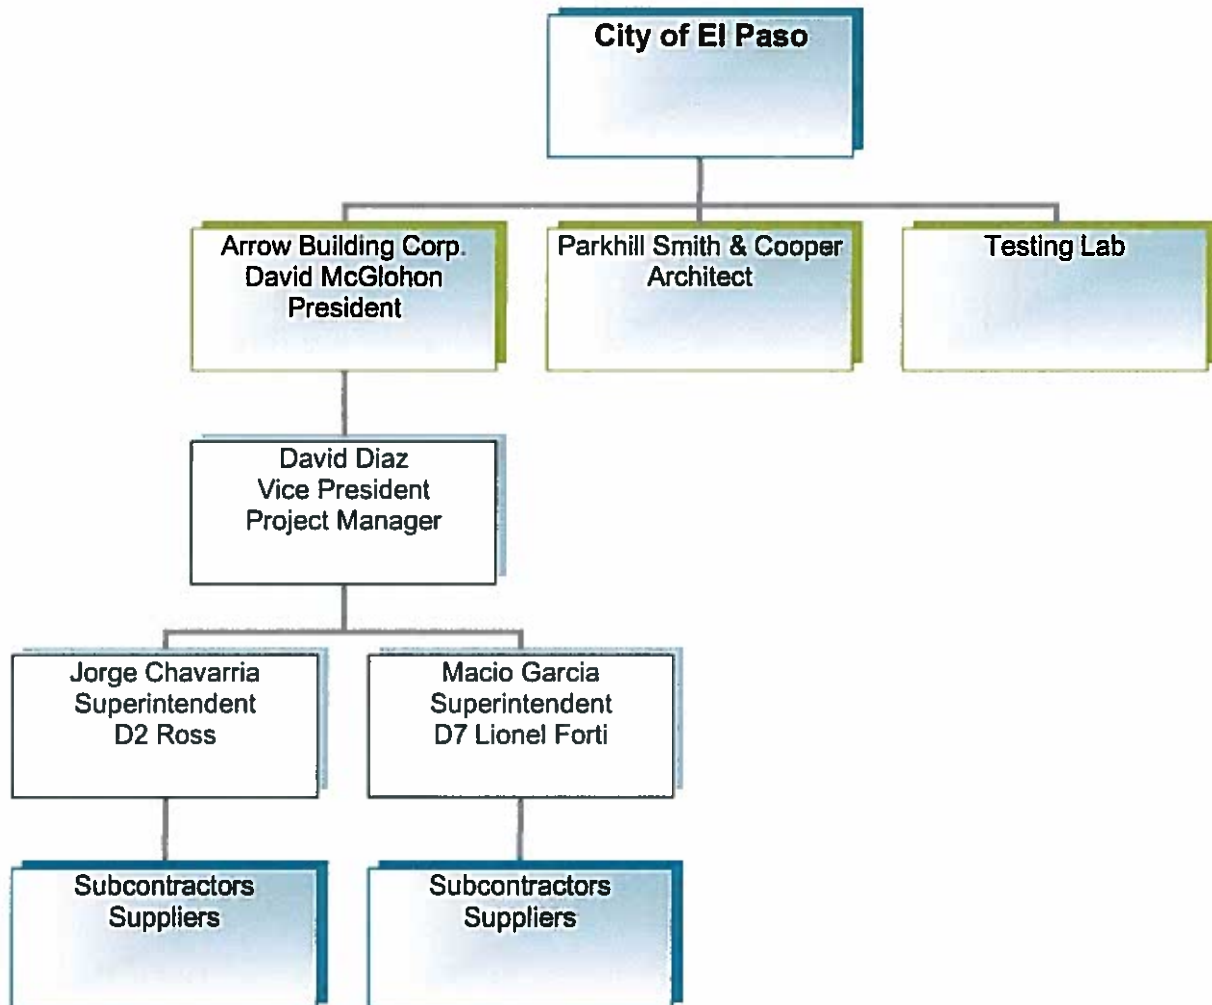 City of El Paso
Arrow Building Corp.
David McGlohon
President
Parkhill Smith & Cooper
Architect
Testing Lab
David Diaz
Vice President
Project Manager
Jorge Chavarria
Superintendent
D2 Ross
Macio Garcia
Superintendent
D7 Lionel Forti
Subcontractors
Suppliers
Subcontractors
Suppliers